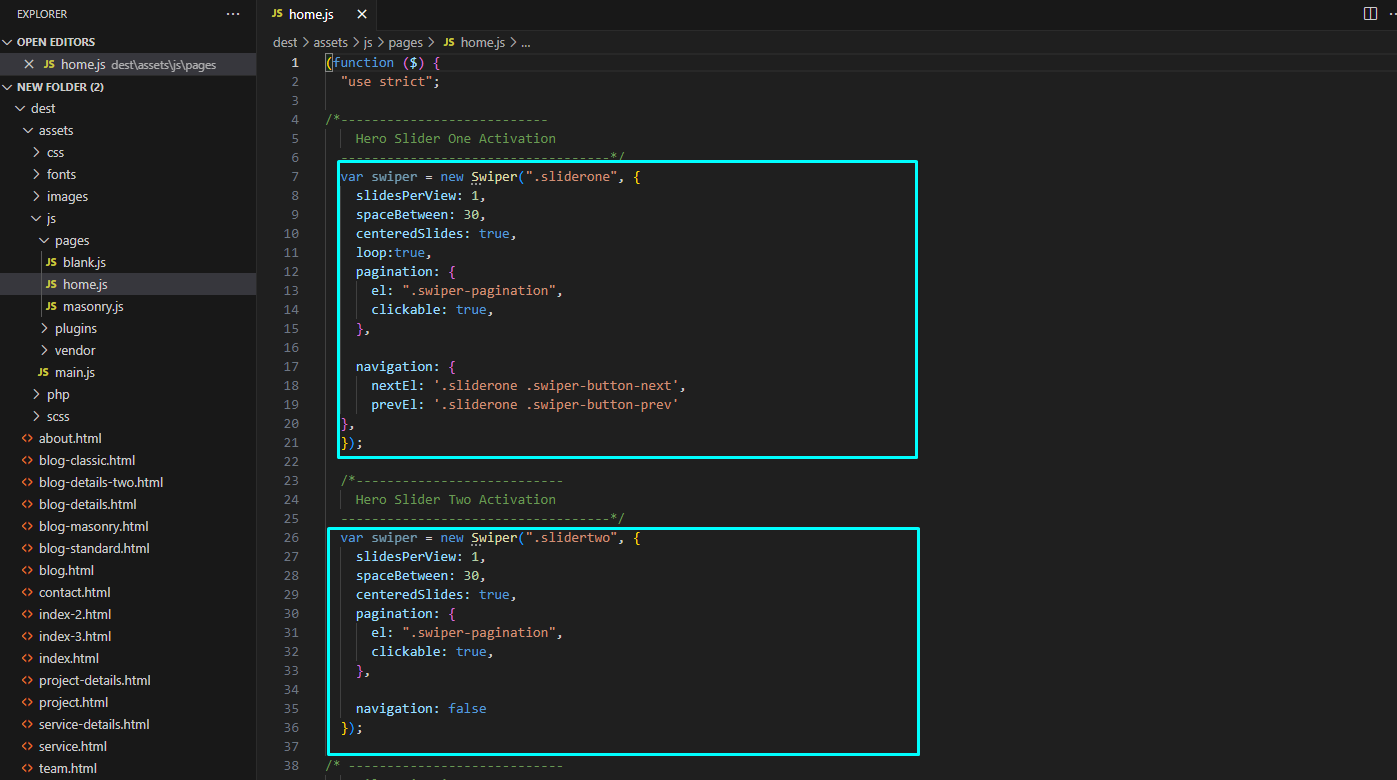 EXPLORER
OPEN EDITORS
JS home.js dest\assets\js\pages
NEW FOLDER (2)
dest
assets
css
fonts
images
js
pages
JS blank.js
JS home.js
JS masonry.js
plugins
vendor
JS main.js
php
scss
about.html
blog-classic.html
blog-details-two.html
blog-details.html
blog-masonry.html
blog-standard.html
blog.html
contact.html
index-2.html
index-3.html
index.html
project-details.html
project.html
service-details.html
service.html
team.html
JS home.js
dest > assets > js > pages > JS home.js > ...
1 (function ($) {
2 "use strict";
3
4 /*---------------------------
5 Hero Slider One Activation
6 -----------------------------------*/
7 var swiper = new Swiper(".sliderone", {
8 slidesPerView: 1,
9 spaceBetween: 30,
10 centeredSlides: true,
11 loop:true,
12 pagination: {
13 el: ".swiper-pagination",
14 clickable: true,
15 },
16
17 navigation: {
18 nextEl: '.sliderone .swiper-button-next',
19 prevEl: '.sliderone .swiper-button-prev'
20 },
21 });
22
23 /*---------------------------
24 Hero Slider Two Activation
25 -----------------------------------*/
26 var swiper = new Swiper(".slidertwo", {
27 slidesPerView: 1,
28 spaceBetween: 30,
29 centeredSlides: true,
30 pagination: {
31 el: ".swiper-pagination",
32 clickable: true,
33 },
34
35 navigation: false
36 });
37
38 /* ----------------------------